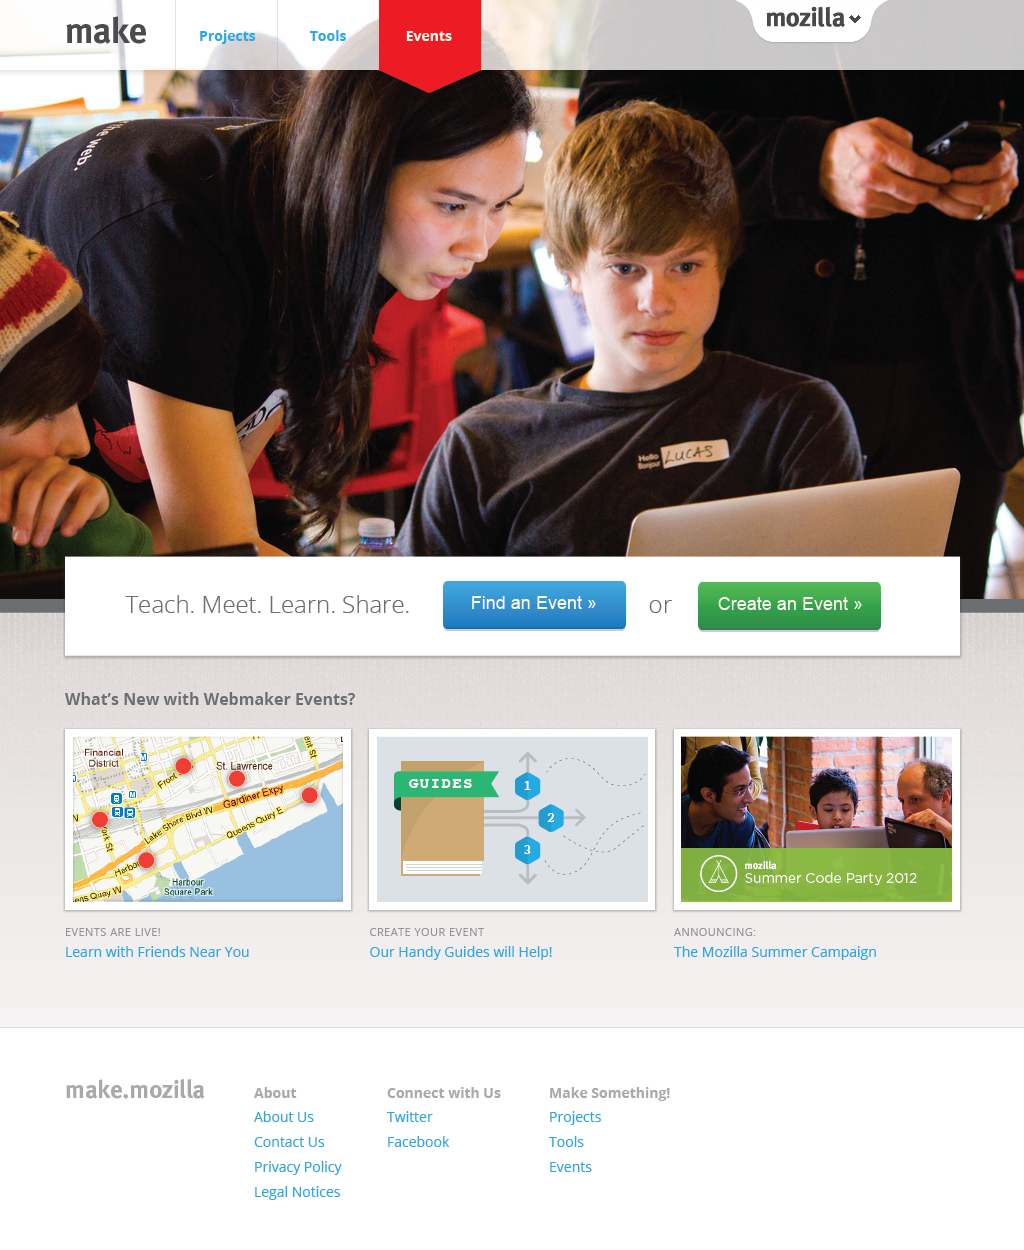 make
Projects
Tools
Events
mozilla
the web.
Hello
Bonjour
LUCAS
Teach. Meet. Learn. Share.
Find an Event »
or
Create an Event »
What's New with Webmaker Events?
Financial
District
Front
St. Lawrence
Gardiner Expy
Lake Shore Blvd W
Queens Quay E
Harbour
Square Park
Quay W
GUIDES
1
2
3
mozilla
Summer Code Party 2012
EVENTS ARE LIVE!
Learn with Friends Near You
CREATE YOUR EVENT
Our Handy Guides will Help!
ANNOUNCING:
The Mozilla Summer Campaign
make.mozilla
About
About Us
Contact Us
Privacy Policy
Legal Notices
Connect with Us
Twitter
Facebook
Make Something!
Projects
Tools
Events